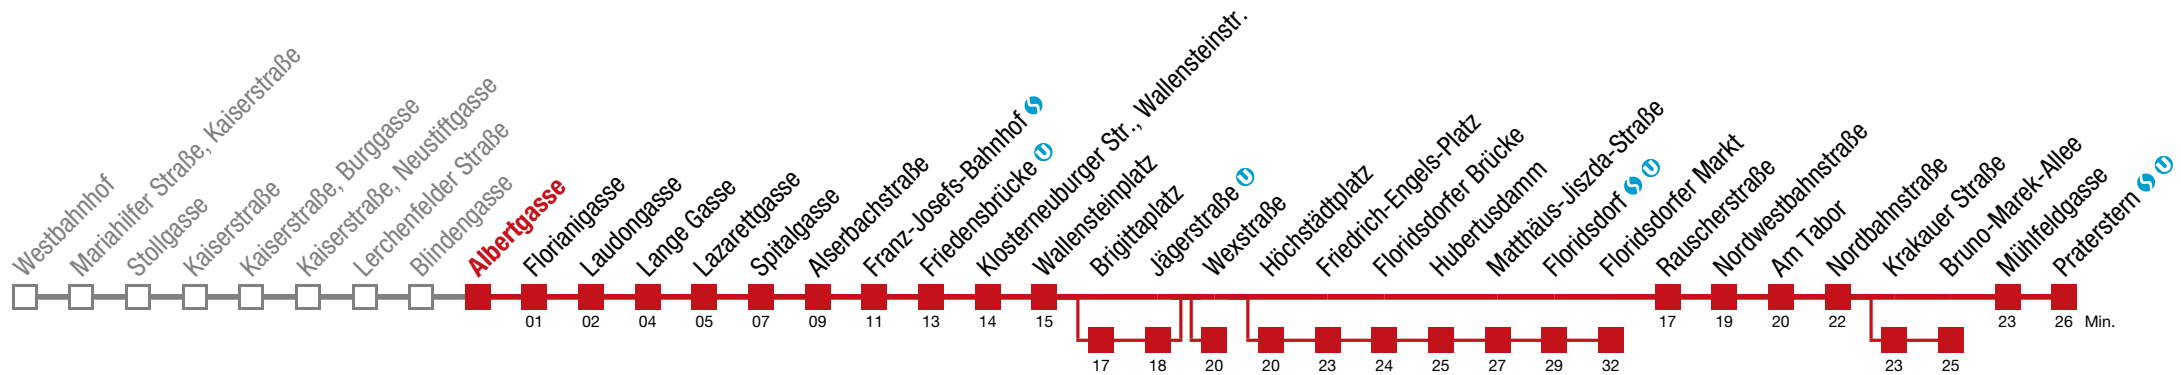 Westbahnhof
Mariahilfer Straße, Kaiserstraße
Stollgasse
Kaiserstraße
Kaiserstraße, Burggasse
Kaiserstraße, Neustiftgasse
Lerchenfelder Straße
Blindengasse
Albertgasse
Florianigasse
Laudongasse
Lange Gasse
Lazarettgasse
Spitalgasse
Alserbachstraße
Franz-Josefs-Bahnhof
Friedensbrücke U
Klosterneuburger Str., Wallensteinstr.
Wallensteinplatz
Brigittaplatz
Jägerstraße U
Wexstraße
Höchstädtplatz
Friedrich-Engels-Platz
Floridsdorfer Brücke
Hubertusdamm
Matthäus-Jiszda-Straße
Floridsdorf U
Floridsdorfer Markt
Rauscherstraße
Nordwestbahnstraße
Am Tabor
Nordbahnstraße
Krakauer Straße
Bruno-Marek-Allee
Mühlfeldgasse
Praterstern U
01 02 04 05 07 09 11 13 14 15 17 19 20 22 23 26 Min.
17 18 20 20 23 24 25 27 29 32 23 25